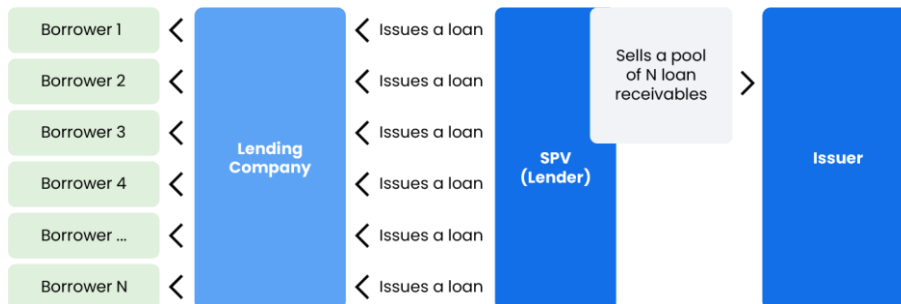 Borrower 1
Borrower 2
Borrower 3
Borrower 4
Borrower ...
Borrower N
Lending
Company
Issues a loan
Issues a loan
Issues a loan
Issues a loan
Issues a loan
Issues a loan
SPV
(Lender)
Sells a pool
of N loan
receivables
Issuer